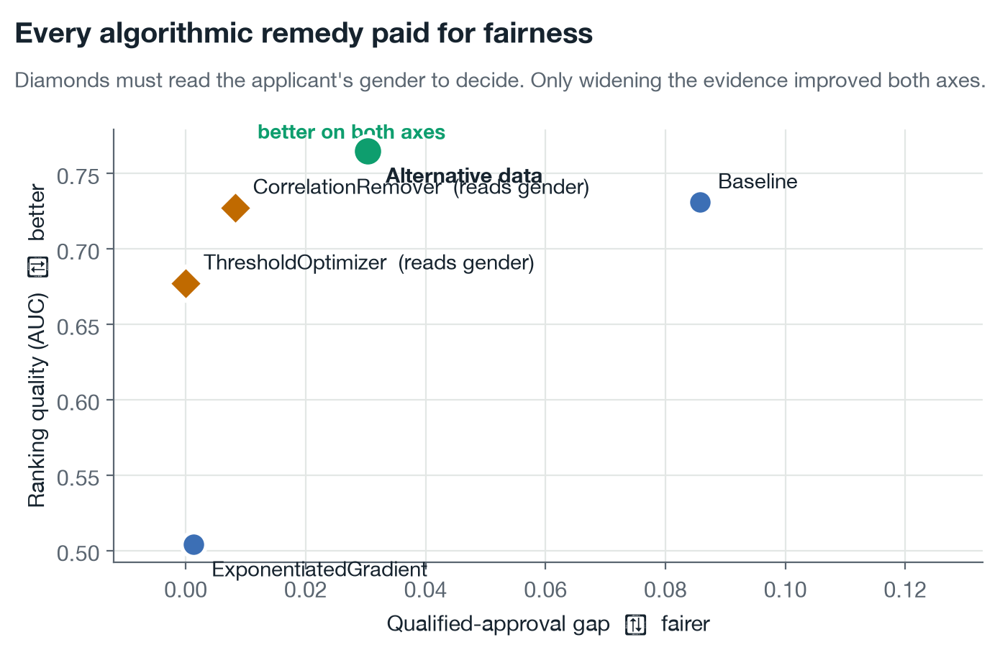 Every algorithmic remedy paid for fairness
Diamonds must read the applicant's gender to decide. Only widening the evidence improved both axes.
better on both axes
Alternative data
CorrelationRemover (reads gender)
Baseline
ThresholdOptimizer (reads gender)
ExponentiatedGradient
0.75
0.70
0.65
0.60
0.55
0.50
Ranking quality (AUC) better
0.00 0.02 0.04 0.06 0.08 0.10 0.12
Qualified-approval gap fairer